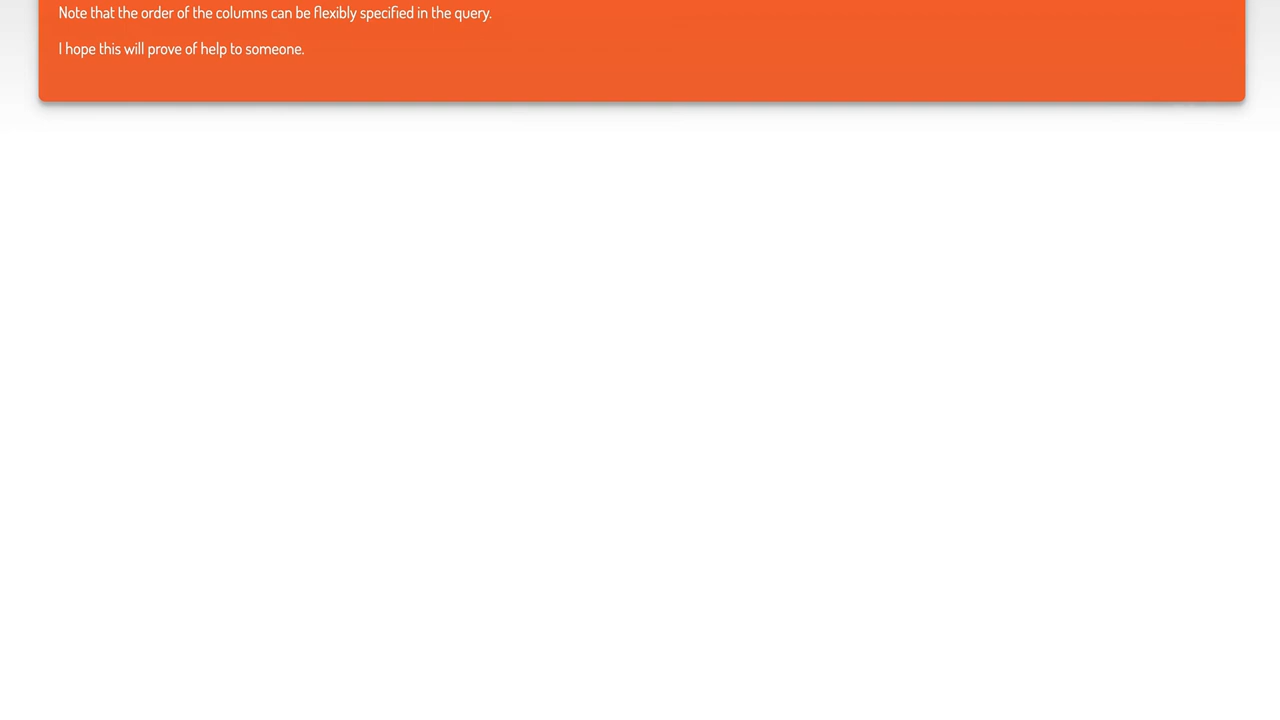 Note that the order of the columns can be flexibly specified in the query.
I hope this will prove of help to someone.